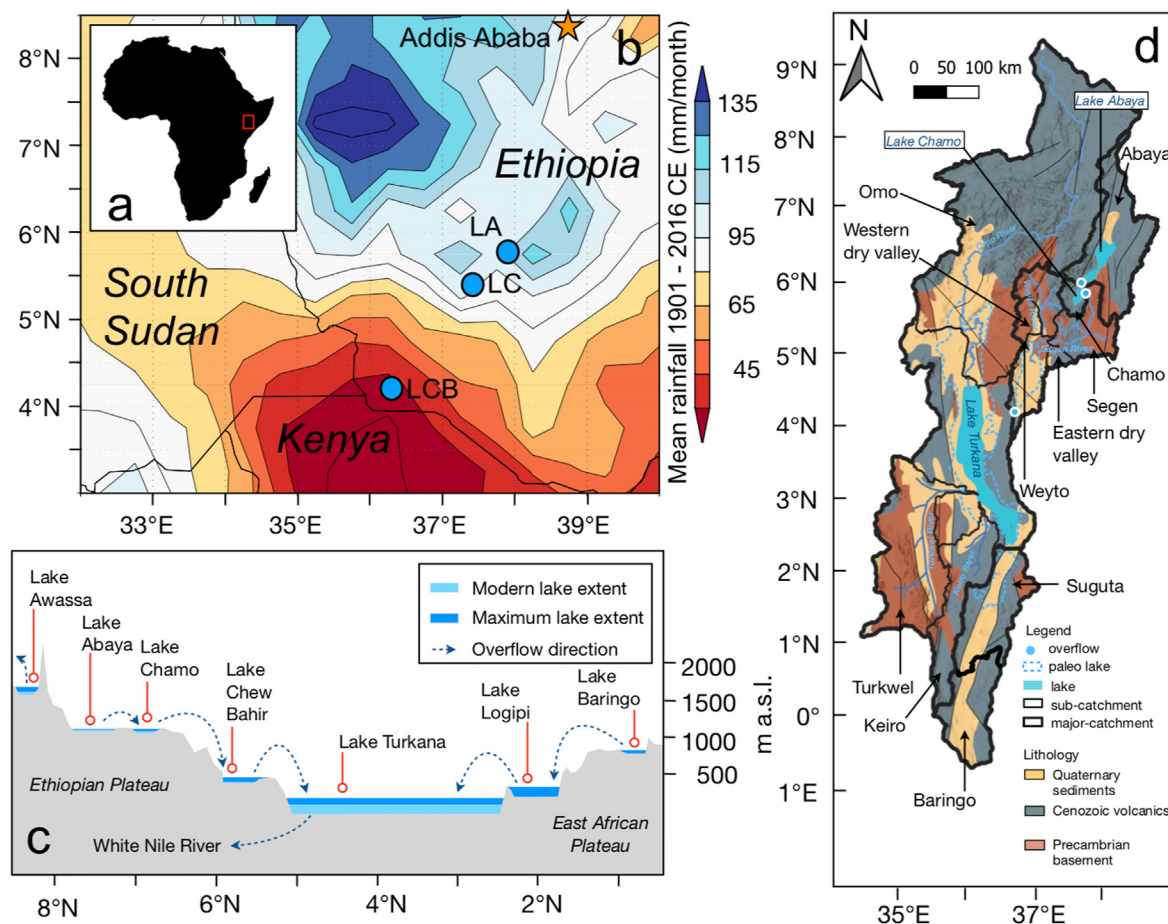 a
b
Addis Ababa
8°N
7°N
6°N
5°N
4°N
33°E
35°E
37°E
39°E
Ethiopia
South
Sudan
Kenya
LA
LC
LCB
135
115
95
65
45
Mean rainfall 1901 - 2016 CE (mm/month)
c
Lake
Awassa
Lake
Abaya
Lake
Chamo
Lake
Chew
Bahir
Lake Turkana
Lake
Logipi
Lake
Baringo
Modern lake extent
Maximum lake extent
Overflow direction
2000
1500
1000
500
m a.s.l.
Ethiopian Plateau
East African
Plateau
White Nile River
8°N
6°N
4°N
2°N
d
N
0 50 100 km
9°N
8°N
7°N
6°N
5°N
4°N
3°N
2°N
1°N
0°
1°E
35°E
37°E
Lake Abaya
Lake Chamo
Abaya
Omo
Western
dry valley
Omo River
Segen River
Chamo
Segen
Eastern dry
valley
Weyto
Lake Turkana
Suguta
Turkwel
Keiro
Baringo
Legend
overflow
paleo lake
lake
sub-catchment
major-catchment
Lithology
Quaternary
sediments
Cenozoic volcanics
Precambrian
basement